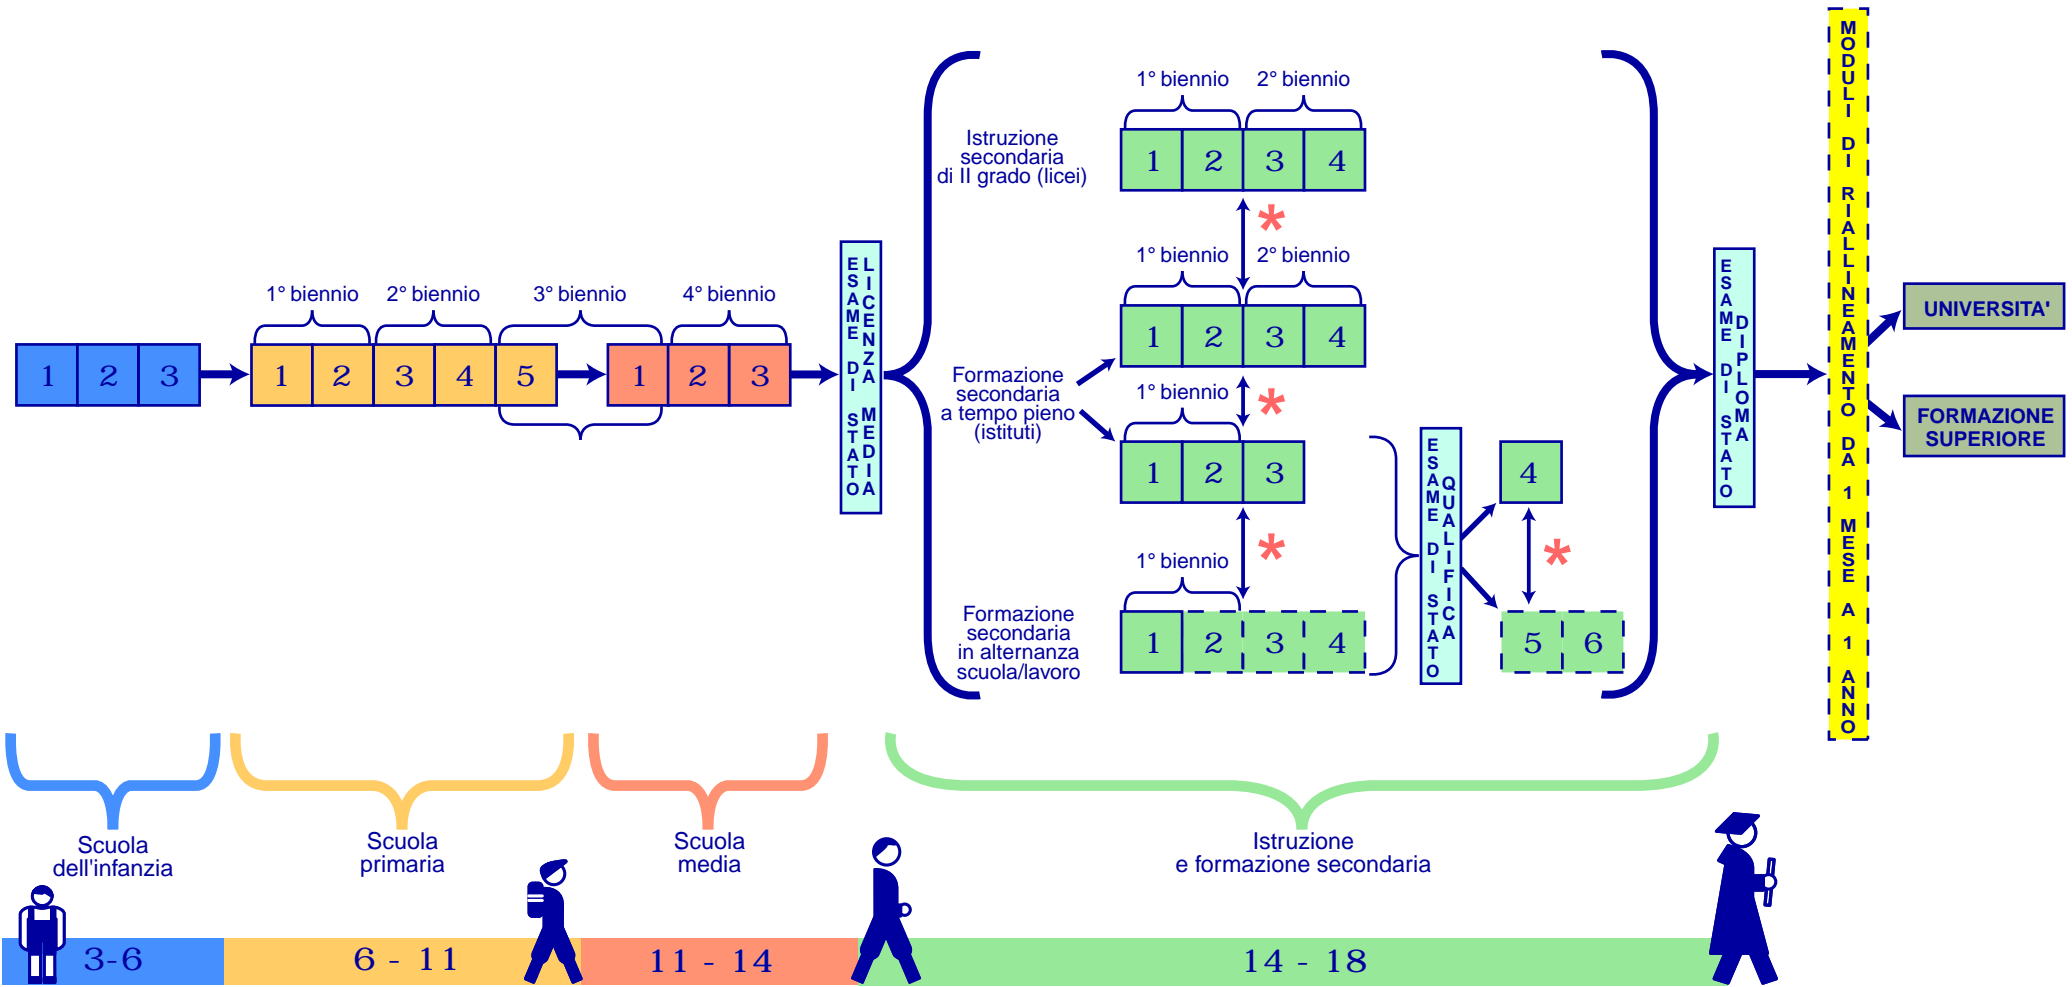 1
2
3
1° biennio
2° biennio
3° biennio
4° biennio
1
2
3
4
5
1
2
3
ESAME DI STATO
LICENZA MEDIA
Istruzione
secondaria
di II grado (licei)
1° biennio
2° biennio
1
2
3
4
*
Formazione
secondaria
a tempo pieno
(istituti)
1° biennio
2° biennio
1
2
3
4
*
1° biennio
1
2
3
*
Formazione
secondaria
in alternanza
scuola/lavoro
1° biennio
1
2
3
4
ESAME DI STATO
QUALIFICA
4
*
5
6
ESAME DI STATO
DIPLOMA
MODULI DI RIALLINEAMENTO DA 1 MESE A 1 ANNO
UNIVERSITA'
FORMAZIONE
SUPERIORE
Scuola
dell'infanzia
Scuola
primaria
Scuola
media
Istruzione
e formazione secondaria
3-6
6 - 11
11 - 14
14 - 18